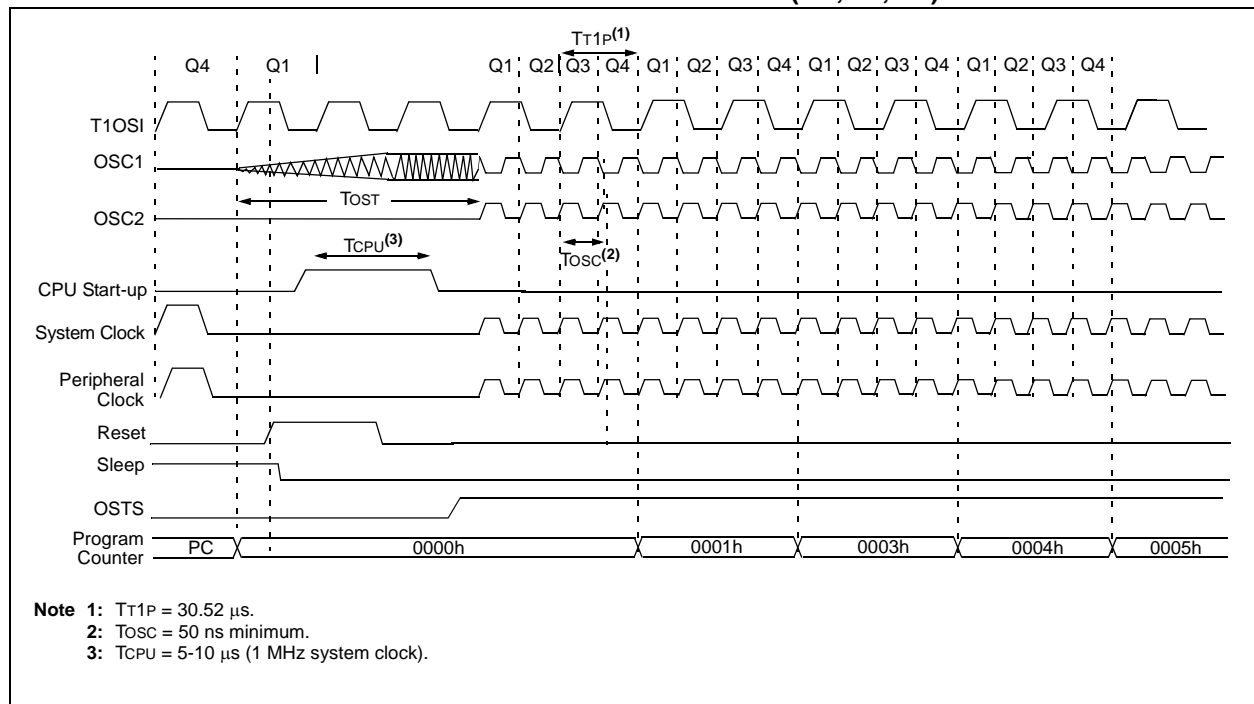 TT1P(1)
Q4 Q1 Q1 Q2 Q3 Q4 Q1 Q2 Q3 Q4 Q1 Q2 Q3 Q4 Q1 Q2 Q3 Q4
T1OSI
OSC1
TOST
OSC2
TCPU(3)
TOSC(2)
CPU Start-up
System Clock
Peripheral
Clock
Reset
Sleep
OSTS
Program
Counter
PC 0000h 0001h 0003h 0004h 0005h
Note 1: TT1P = 30.52 μs.
2: TOSC = 50 ns minimum.
3: TCPU = 5-10 μs (1 MHz system clock).